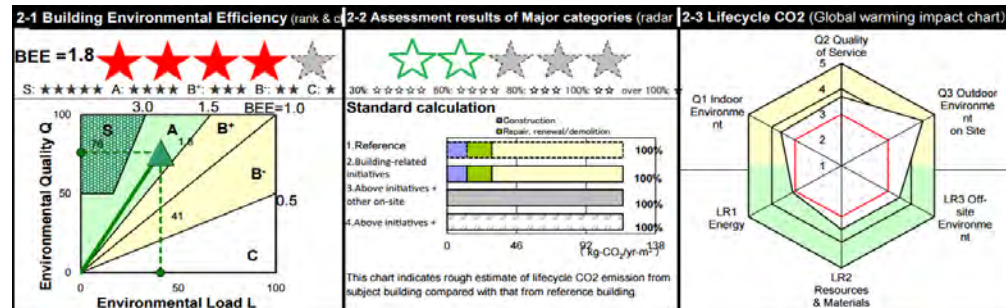 2-1 Building Environmental Efficiency (rank & c
BEE =1.8
S: ★★★★★ A: ★★★★ B⁺: ★★★ B⁻: ★★ C: ★
3.0 1.5 BEE=1.0
100
S
A
B⁺
76
1.8
B⁻
50
0.5
41
C
0
0 50 100
Environmental Quality Q
Environmental Load L
2-2 Assessment results of Major categories (radar
30% ☆☆☆☆☆ 60% ☆☆☆☆ 80% ☆☆☆ 100% ☆☆ over 100% ☆
Standard calculation
Construction
Repair, renewal/demolition
1.Reference
100%
2.Building-related
initiatives
100%
3.Above initiatives +
other on-site
100%
4.Above initiatives +
100%
0 46 92 138
( kg-CO₂/yr-m² )
This chart indicates rough estimate of lifecycle CO2 emission from
subject building compared with that from reference building.
2-3 Lifecycle CO2 (Global warming impact chart)
Q2 Quality
of Service
5
4
3
2
1
Q1 Indoor
Environme
nt
Q3 Outdoor
Environment
on Site
LR1
Energy
LR3 Off-
site
Environme
nt
LR2
Resources
& Materials